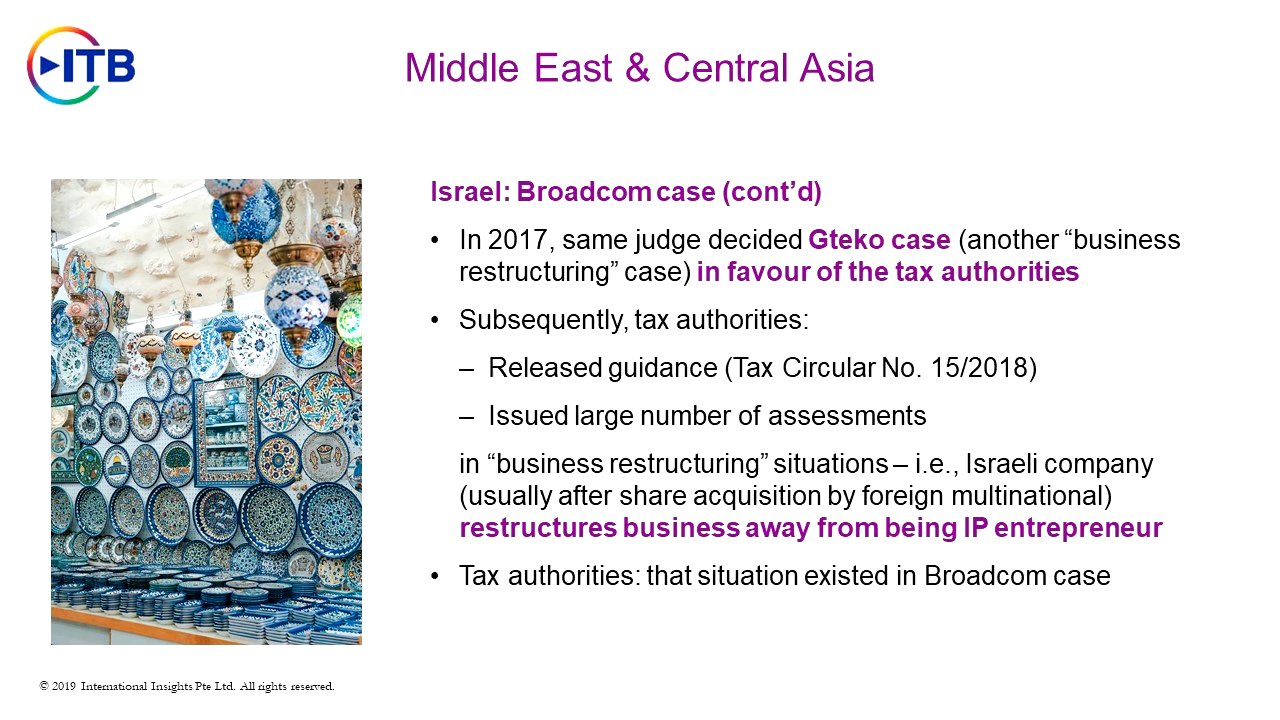 ITB
Middle East & Central Asia
Israel: Broadcom case (cont’d)
• In 2017, same judge decided Gteko case (another “business
restructuring” case) in favour of the tax authorities
• Subsequently, tax authorities:
– Released guidance (Tax Circular No. 15/2018)
– Issued large number of assessments
in “business restructuring” situations – i.e., Israeli company
(usually after share acquisition by foreign multinational)
restructures business away from being IP entrepreneur
• Tax authorities: that situation existed in Broadcom case
© 2019 International Insights Pte Ltd. All rights reserved.